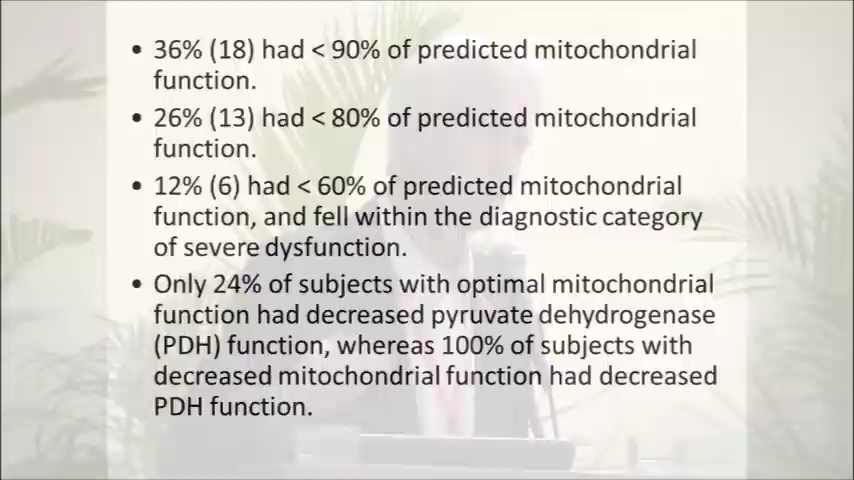 • 36% (18) had < 90% of predicted mitochondrial
function.
• 26% (13) had < 80% of predicted mitochondrial
function.
• 12% (6) had < 60% of predicted mitochondrial
function, and fell within the diagnostic category
of severe dysfunction.
• Only 24% of subjects with optimal mitochondrial
function had decreased pyruvate dehydrogenase
(PDH) function, whereas 100% of subjects with
decreased mitochondrial function had decreased
PDH function.